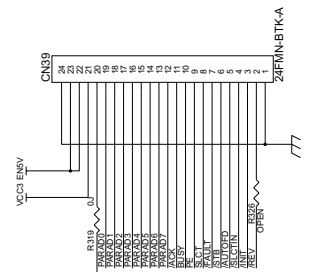 CN39
24FMN-BTK-A
24
23
22
21
20
19
18
17
16
15
14
13
12
11
10
9
8
7
6
5
4
3
2
1
VCC3 EN5V
R319
0J
PARAD0
PARAD1
PARAD2
PARAD3
PARAD4
PARAD5
PARAD6
PARAD7
/ACK
BUSY
PE
SLCT
/FAULT
/STB
/AUTOFD
/SLCTIN
/INIT
/REV
R326
OPEN